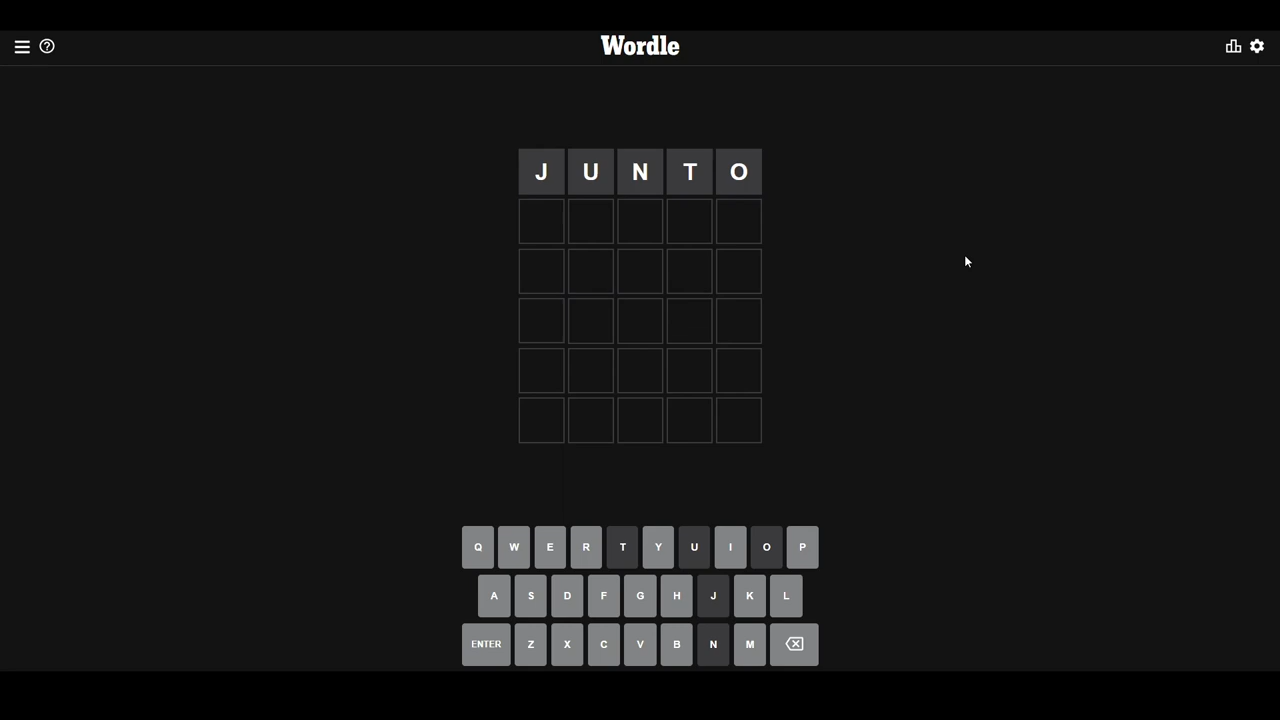 Wordle
J U N T O
Q W E R T Y U I O P
A S D F G H J K L
ENTER Z X C V B N M